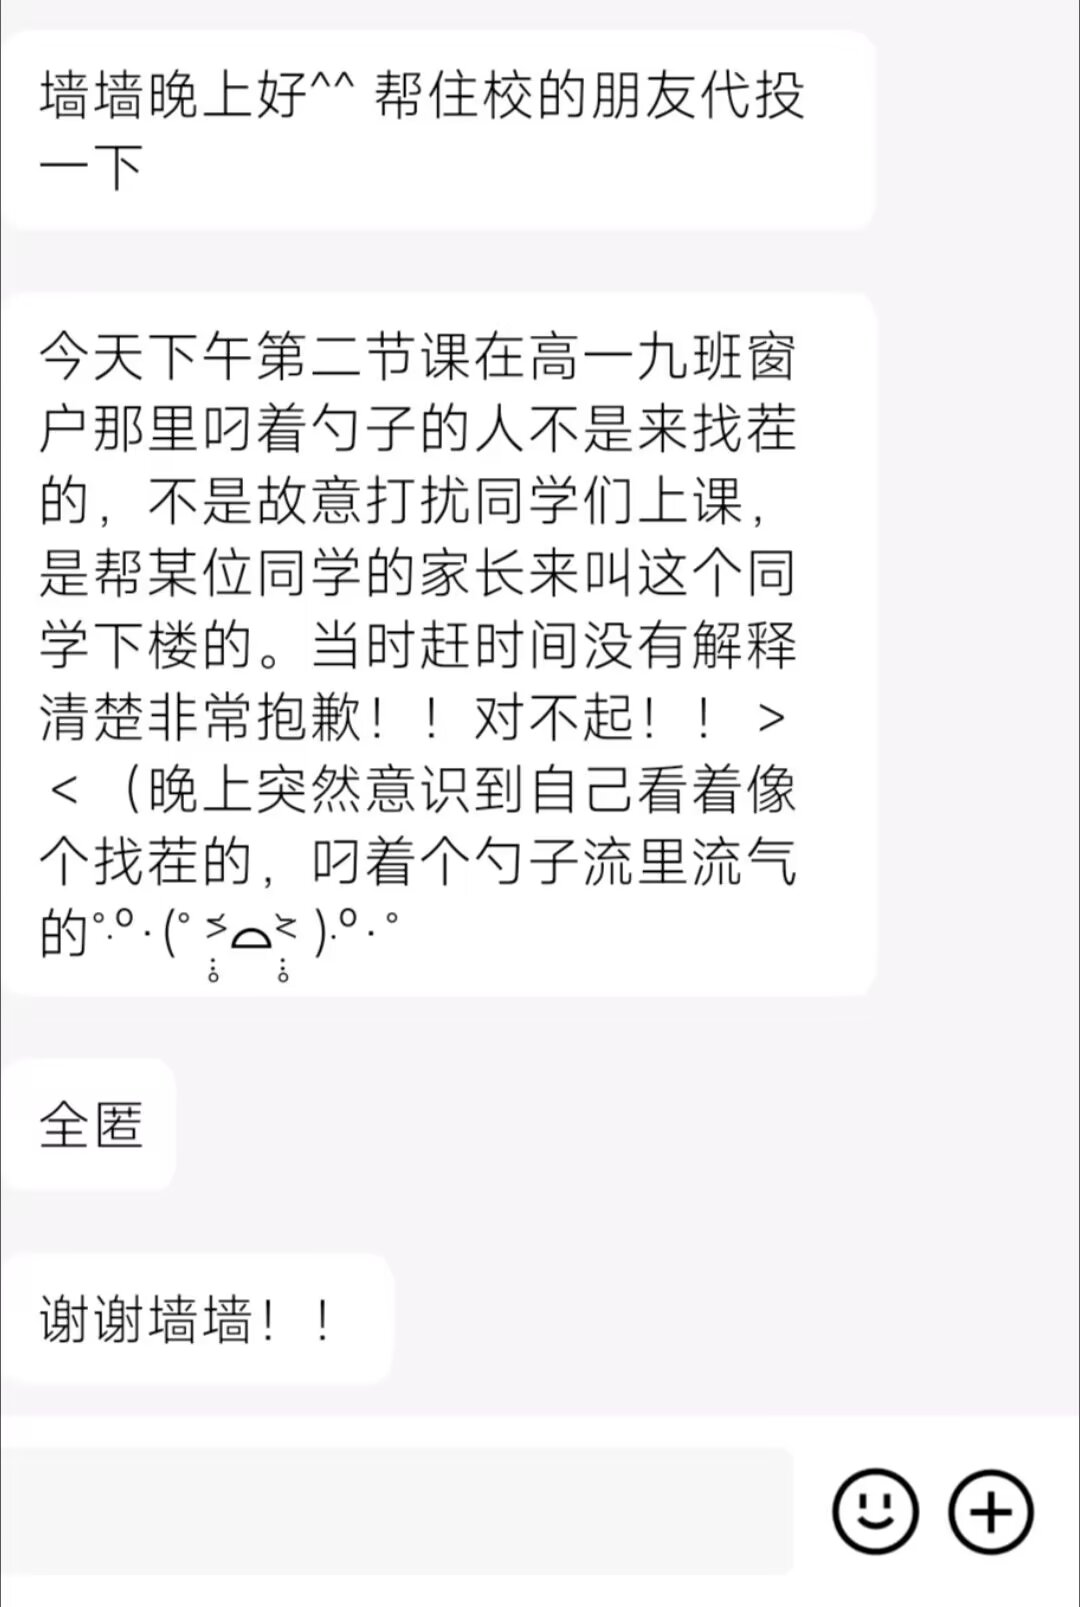 墙墙晚上好^^ 帮住校的朋友代投
一下
今天下午第二节课在高一九班窗
户那里叼着勺子的人不是来找茬
的，不是故意打扰同学们上课，
是帮某位同学的家长来叫这个同
学下楼的。当时赶时间没有解释
清楚非常抱歉！！对不起！！ >
< （晚上突然意识到自己看着像
个找茬的，叼着个勺子流里流气
的
全匿
谢谢墙墙！！